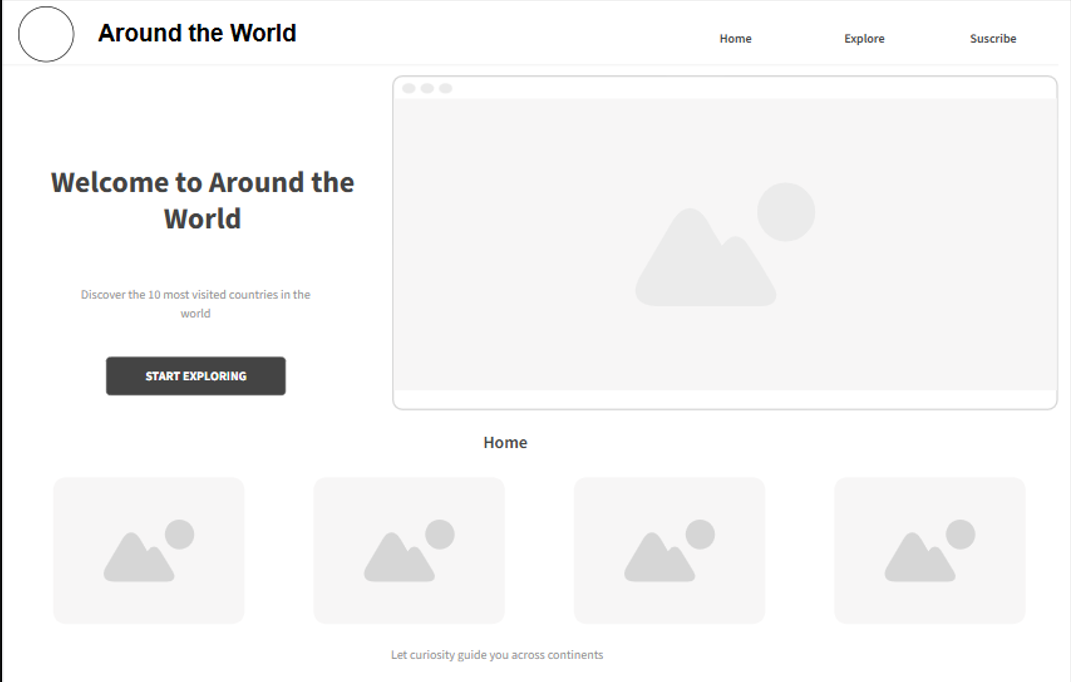 Around the World
Home
Explore
Suscribe
Welcome to Around the
World
Discover the 10 most visited countries in the
world
START EXPLORING
Home
Let curiosity guide you across continents